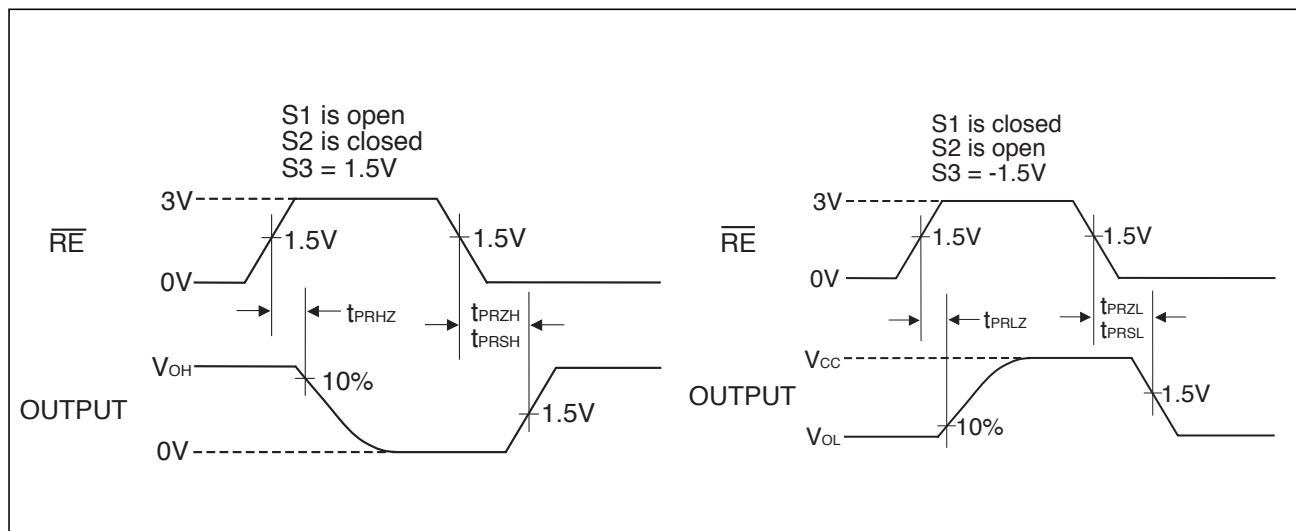 S1 is open
S2 is closed
S3 = 1.5V
3V
RE
1.5V
1.5V
0V
tPRHZ
tPRZH
tPRSH
VOH
10%
OUTPUT
1.5V
0V
S1 is closed
S2 is open
S3 = -1.5V
3V
RE
1.5V
1.5V
0V
tPRLZ
tPRZL
tPRSL
VCC
OUTPUT
1.5V
VOL
10%